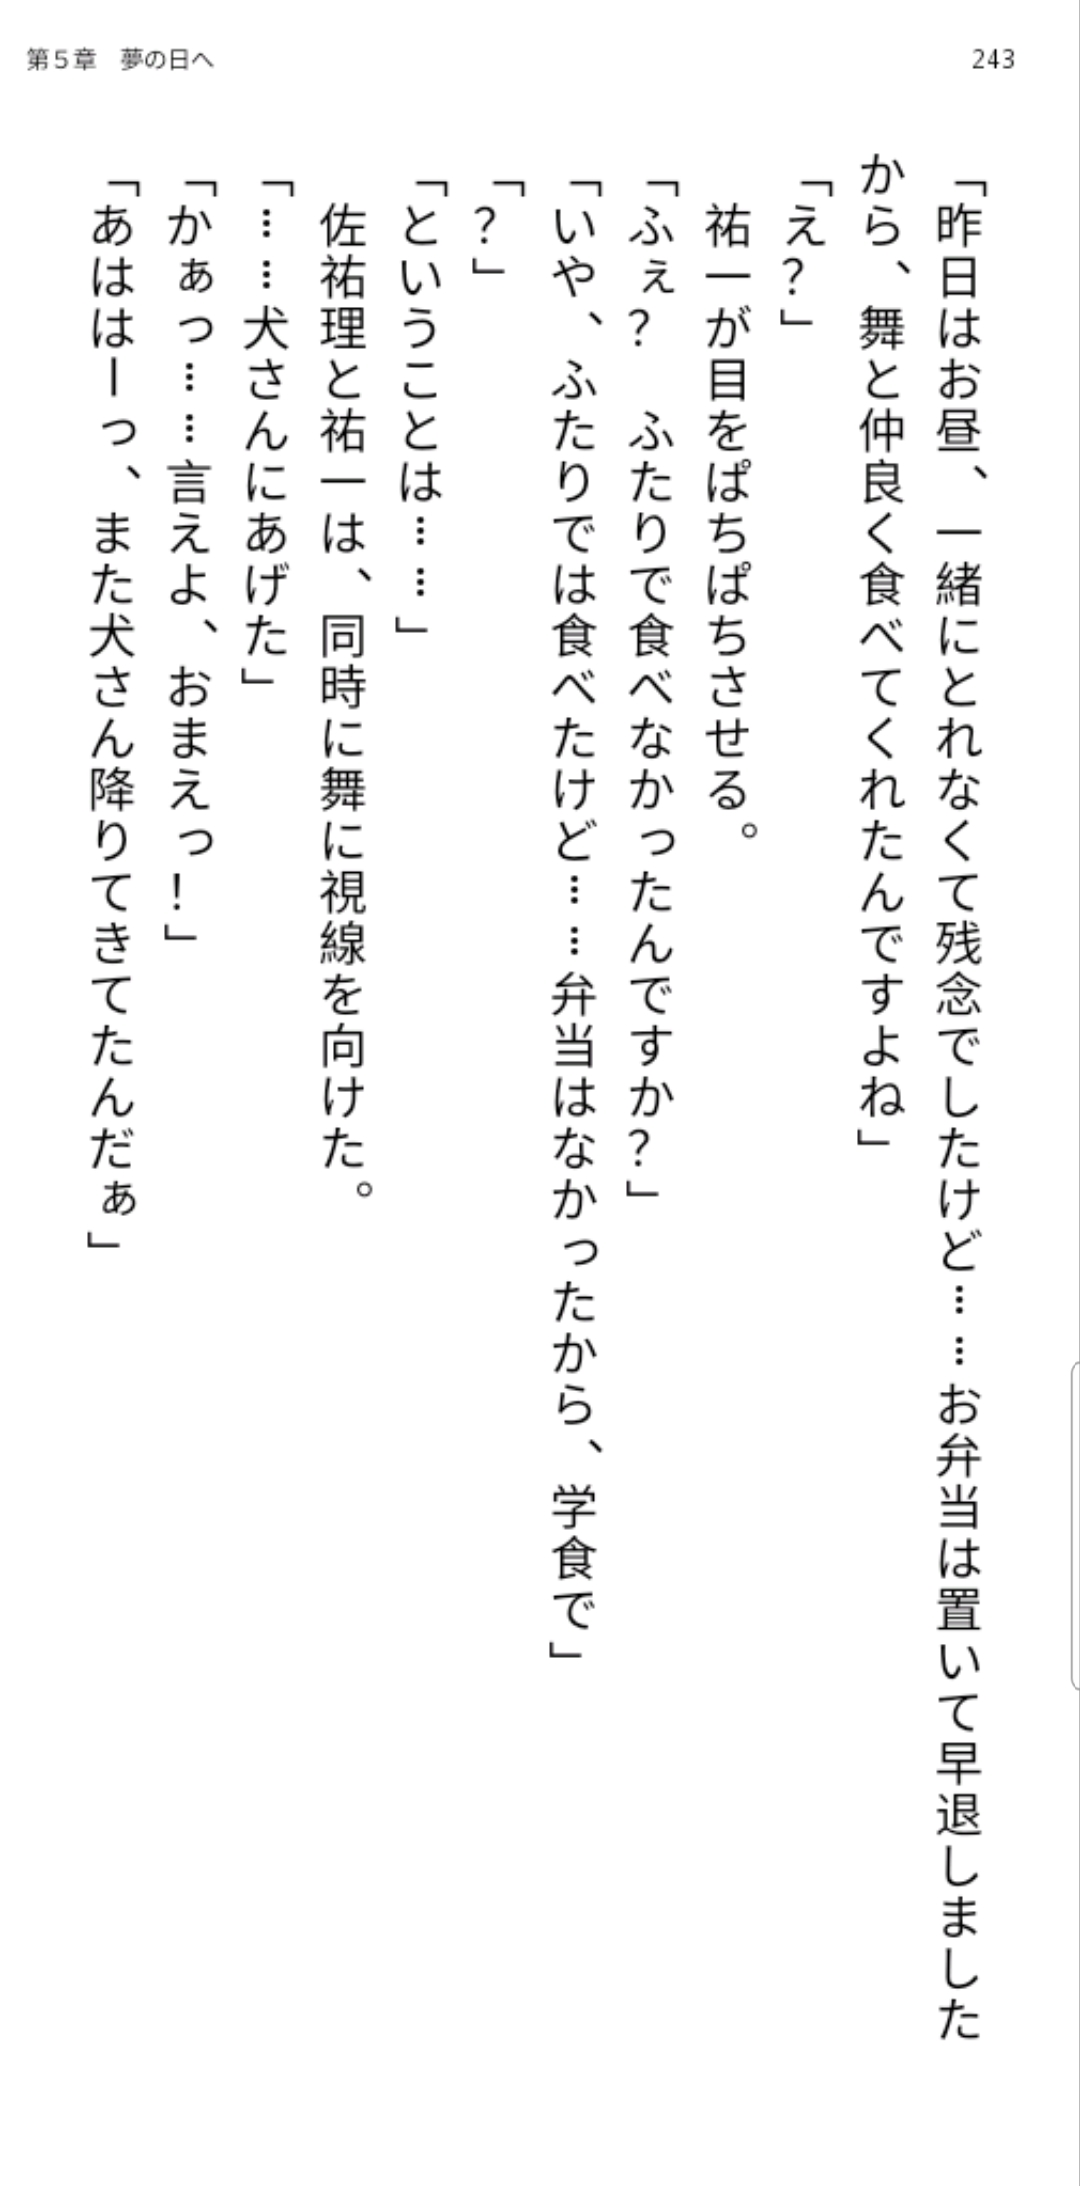 第５章　夢の日へ
243
「昨日はお昼、一緒にとれなくて残念でしたけど……お弁当は置いて早退しました
から、舞と仲良く食べてくれたんですよね」
「え？」
祐一が目をぱちぱちさせる。
「ふぇ？　ふたりで食べなかったんですか？」
「いや、ふたりでは食べたけど……弁当はなかったから、学食で」
「？」
「ということは……」
佐祐理と祐一は、同時に舞に視線を向けた。
「……犬さんにあげた」
「かぁっ……言えよ、おまえっ！」
「あははーっ、また犬さん降りてきてたんだぁ」